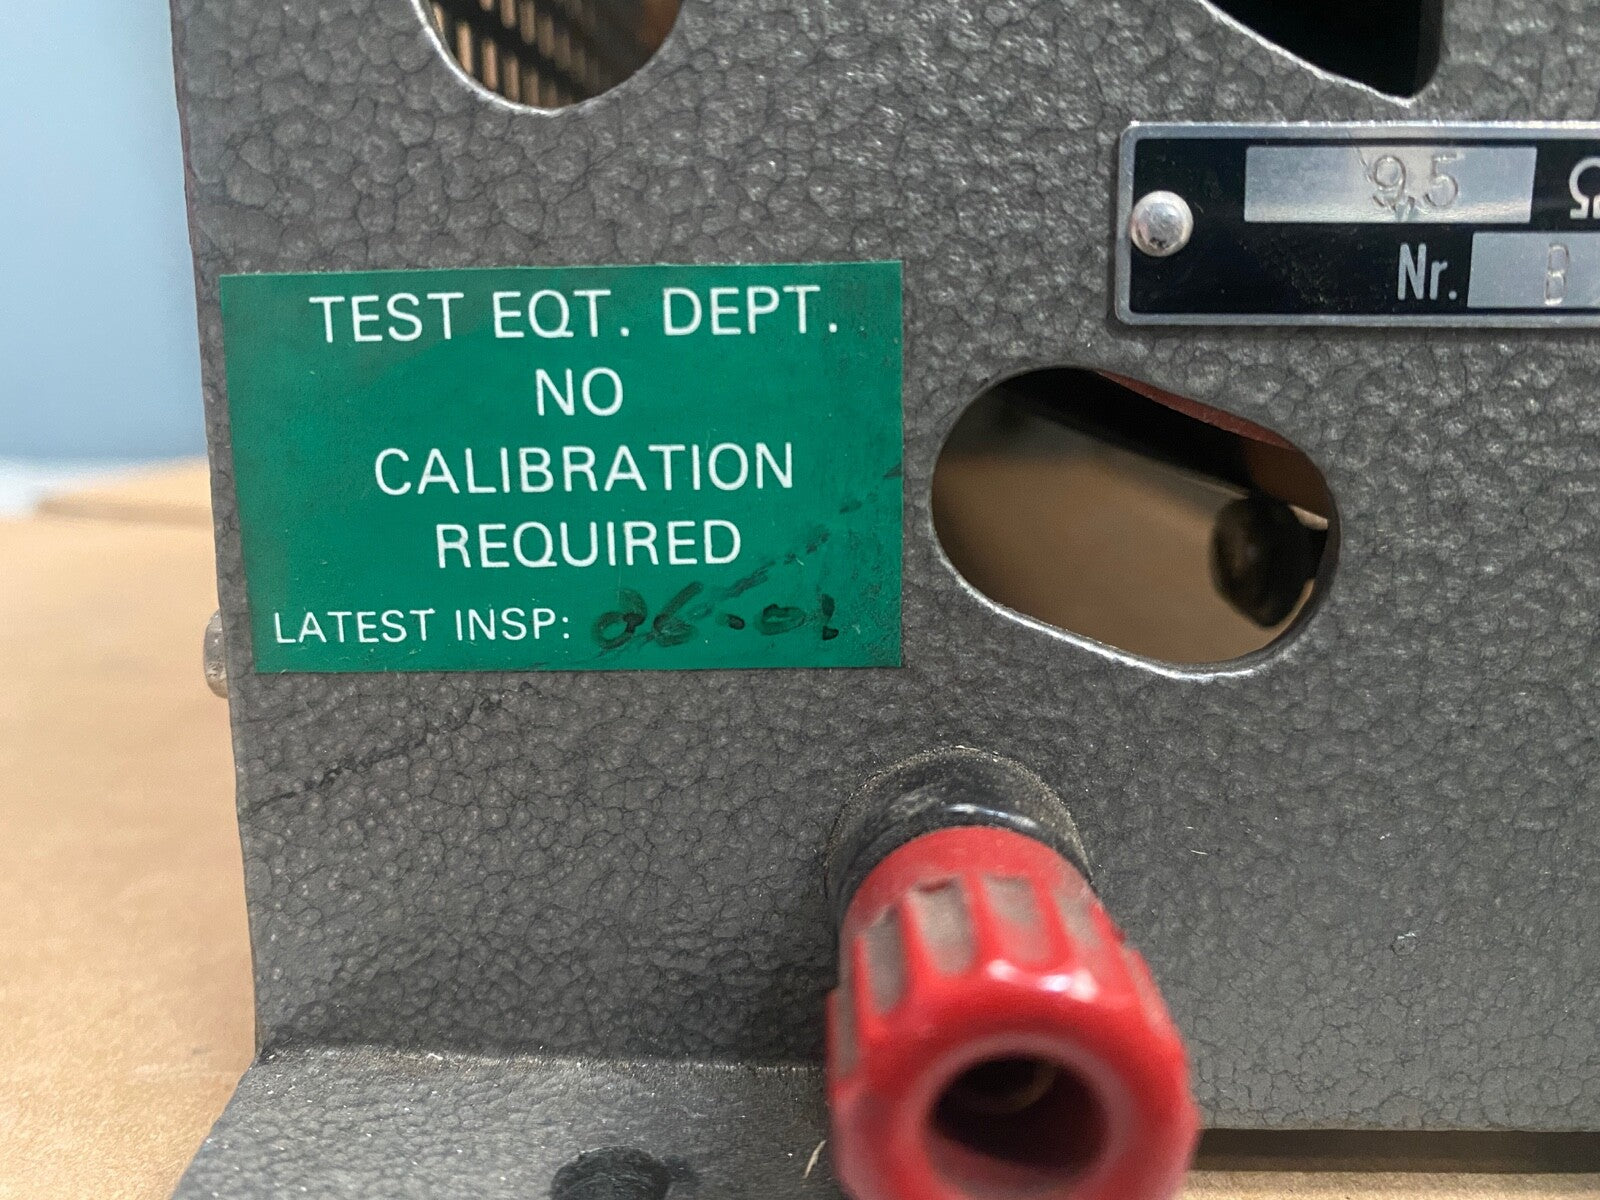 TEST EQT. DEPT.
NO
CALIBRATION
REQUIRED
LATEST INSP: 06-01
9,5 Ω
Nr. B